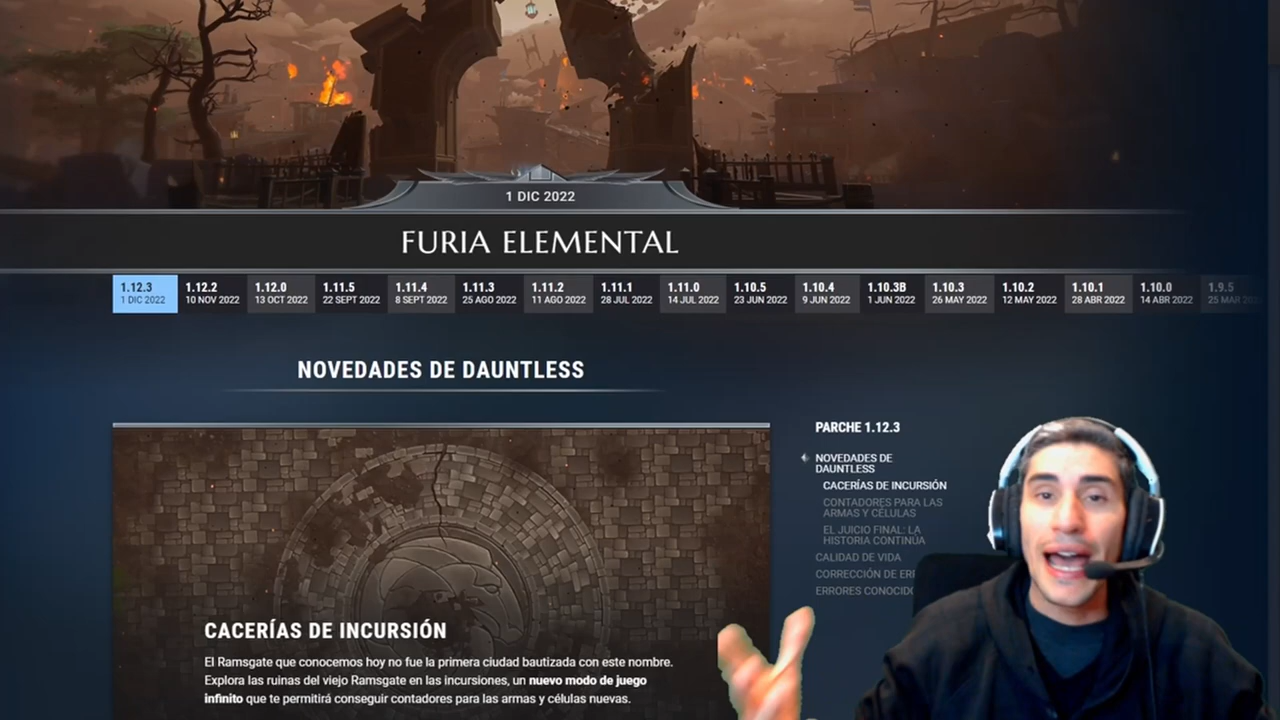 1 DIC 2022
FURIA ELEMENTAL
1.12.3
1 DIC 2022
1.12.2
10 NOV 2022
1.12.0
13 OCT 2022
1.11.5
22 SEPT 2022
1.11.4
8 SEPT 2022
1.11.3
25 AGO 2022
1.11.2
11 AGO 2022
1.11.1
28 JUL 2022
1.11.0
14 JUL 2022
1.10.5
23 JUN 2022
1.10.4
9 JUN 2022
1.10.3B
1 JUN 2022
1.10.3
26 MAY 2022
1.10.2
12 MAY 2022
1.10.1
28 ABR 2022
1.10.0
14 ABR 2022
1.9.5
25 MAR
NOVEDADES DE DAUNTLESS
CACERÍAS DE INCURSIÓN
El Ramsgate que conocemos hoy no fue la primera ciudad bautizada con este nombre.
Explora las ruinas del viejo Ramsgate en las incursiones, un nuevo modo de juego
infinito que te permitirá conseguir contadores para las armas y células nuevas.
PARCHE 1.12.3
NOVEDADES DE
DAUNTLESS
CACERÍAS DE INCURSIÓN
CONTADORES PARA LAS
ARMAS Y CÉLULAS
EL JUICIO FINAL: LA
HISTORIA CONTINÚA
CALIDAD DE VIDA
CORRECCIÓN DE
ERRORES